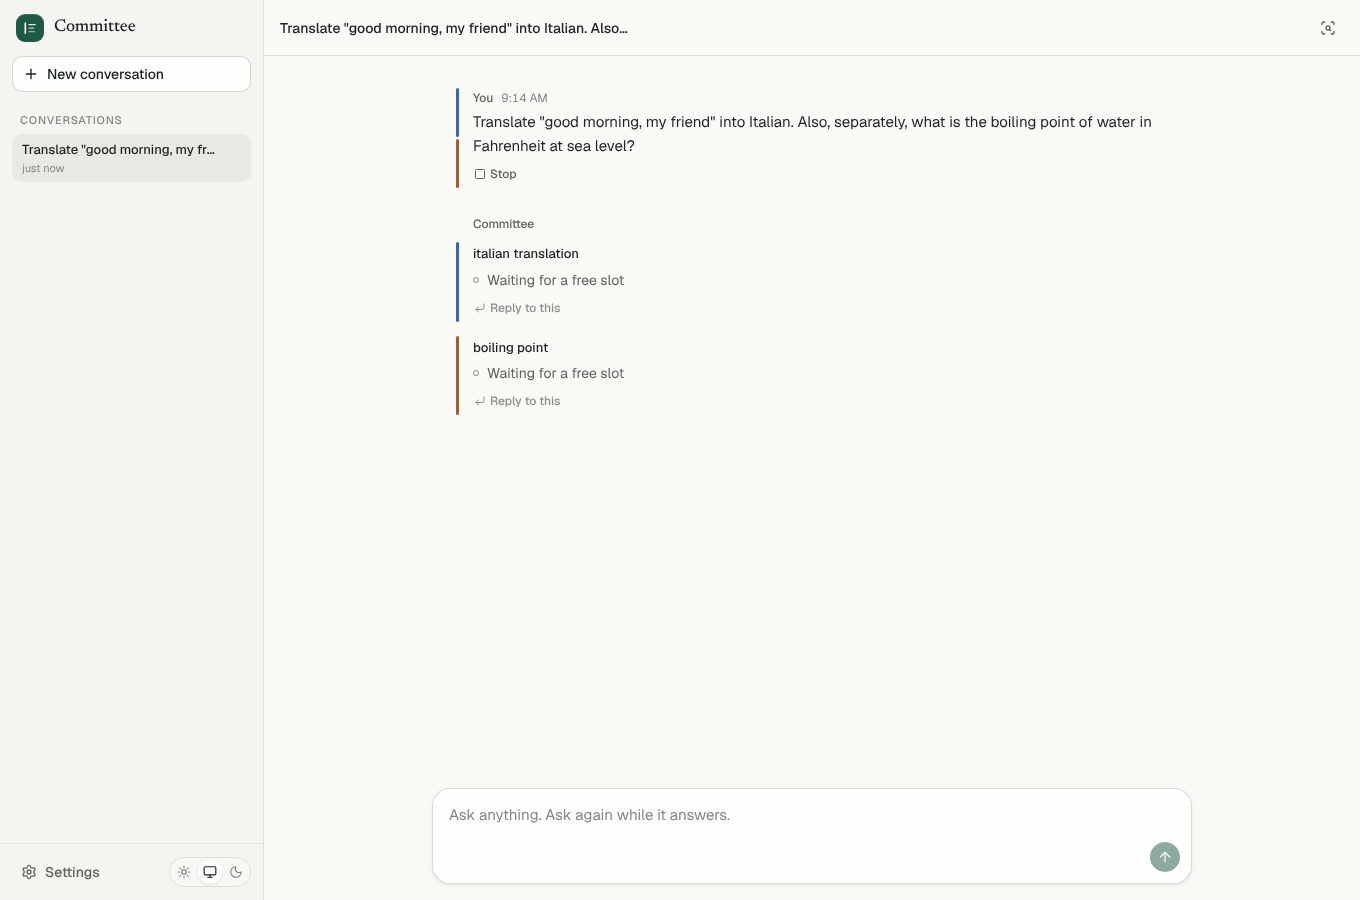 Committee
New conversation
CONVERSATIONS
Translate "good morning, my fr...
just now
Settings
Translate "good morning, my friend" into Italian. Also...
You 9:14 AM
Translate "good morning, my friend" into Italian. Also, separately, what is the boiling point of water in
Fahrenheit at sea level?
Stop
Committee
italian translation
Waiting for a free slot
Reply to this
boiling point
Waiting for a free slot
Reply to this
Ask anything. Ask again while it answers.